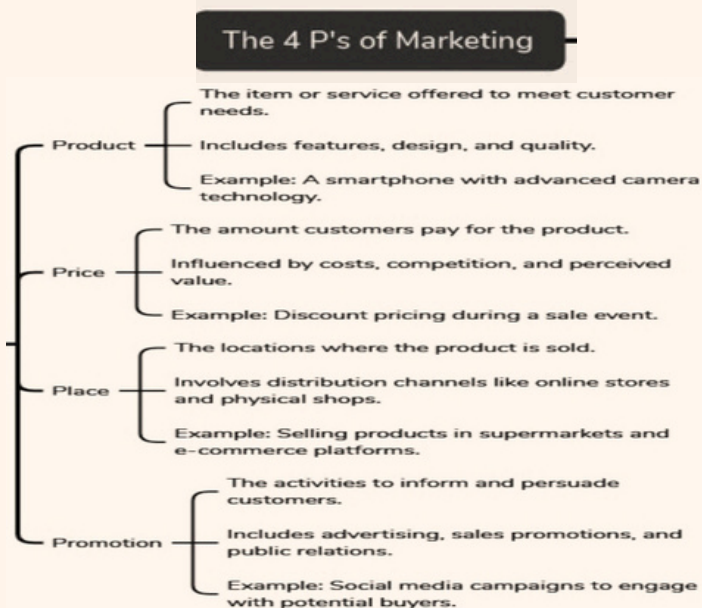 The 4 P's of Marketing
The item or service offered to meet customer
needs.
Product
Includes features, design, and quality.
Example: A smartphone with advanced camera
technology.
The amount customers pay for the product.
Price
Influenced by costs, competition, and perceived
value.
Example: Discount pricing during a sale event.
The locations where the product is sold.
Place
Involves distribution channels like online stores
and physical shops.
Example: Selling products in supermarkets and
e-commerce platforms.
The activities to inform and persuade
customers.
Promotion
Includes advertising, sales promotions, and
public relations.
Example: Social media campaigns to engage
with potential buyers.